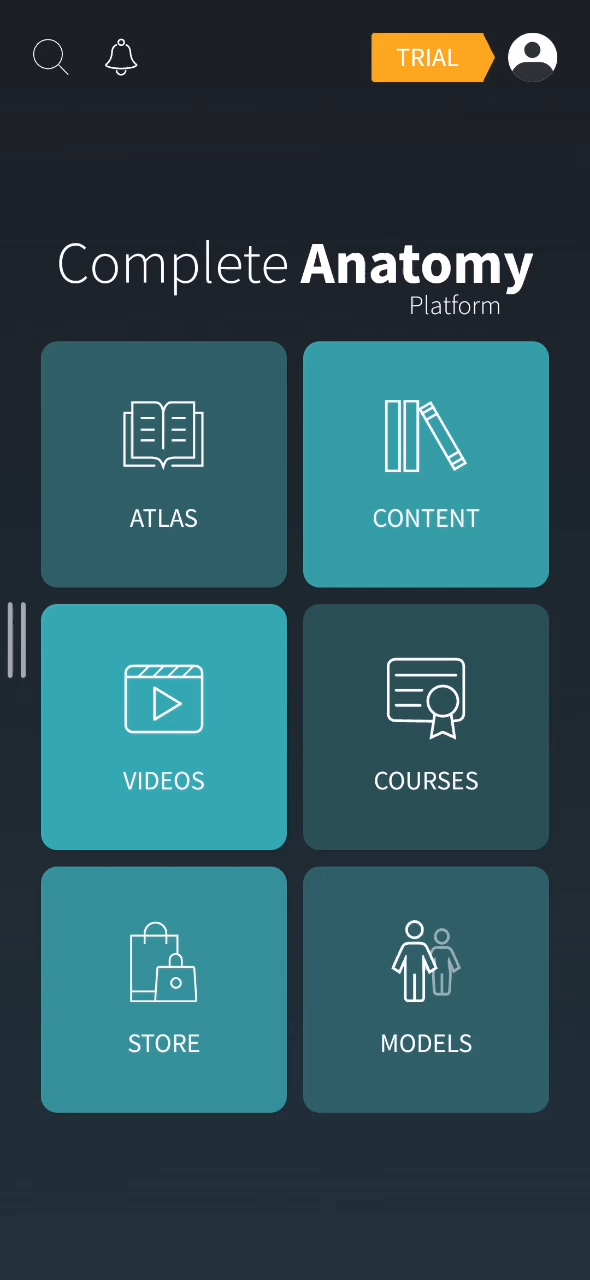 TRIAL
Complete Anatomy
Platform
ATLAS
CONTENT
VIDEOS
COURSES
STORE
MODELS